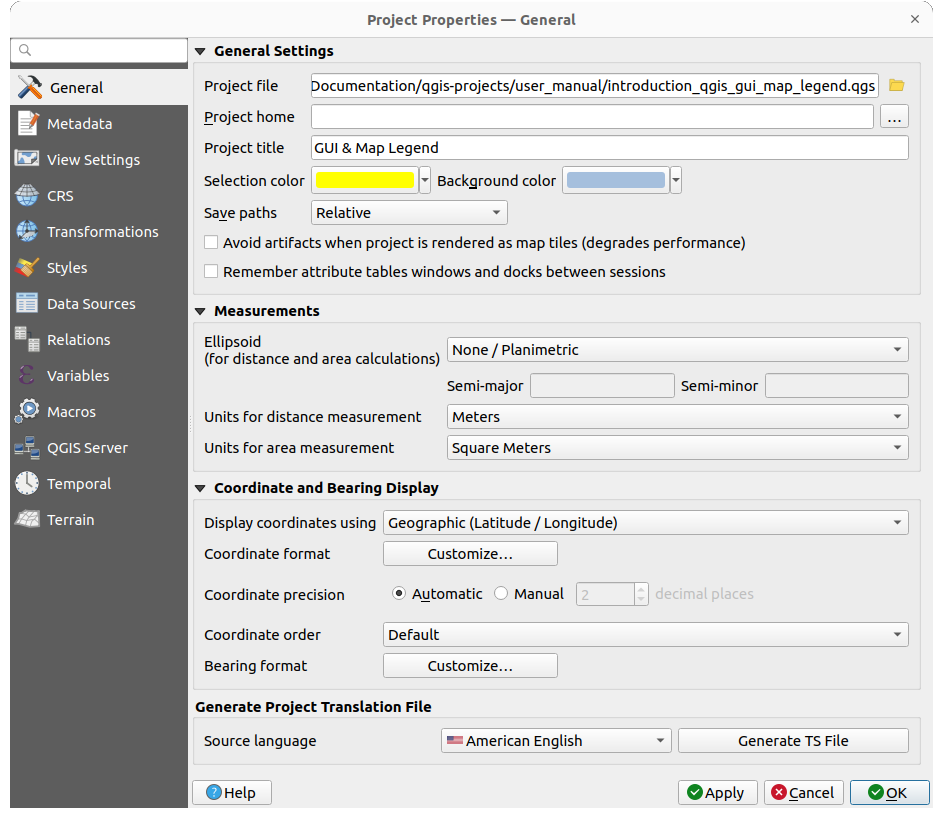 Project Properties — General
General
Metadata
View Settings
CRS
Transformations
Styles
Data Sources
Relations
Variables
Macros
QGIS Server
Temporal
Terrain
General Settings
Project file Documentation/qgis-projects/user_manual/introduction_qgis_gui_map_legend.qgs
Project home ...
Project title GUI & Map Legend
Selection color Background color
Save paths Relative
Avoid artifacts when project is rendered as map tiles (degrades performance)
Remember attribute tables windows and docks between sessions
Measurements
Ellipsoid
(for distance and area calculations) None / Planimetric
Semi-major Semi-minor
Units for distance measurement Meters
Units for area measurement Square Meters
Coordinate and Bearing Display
Display coordinates using Geographic (Latitude / Longitude)
Coordinate format Customize...
Coordinate precision Automatic Manual 2 decimal places
Coordinate order Default
Bearing format Customize...
Generate Project Translation File
Source language American English Generate TS File
Help Apply Cancel OK